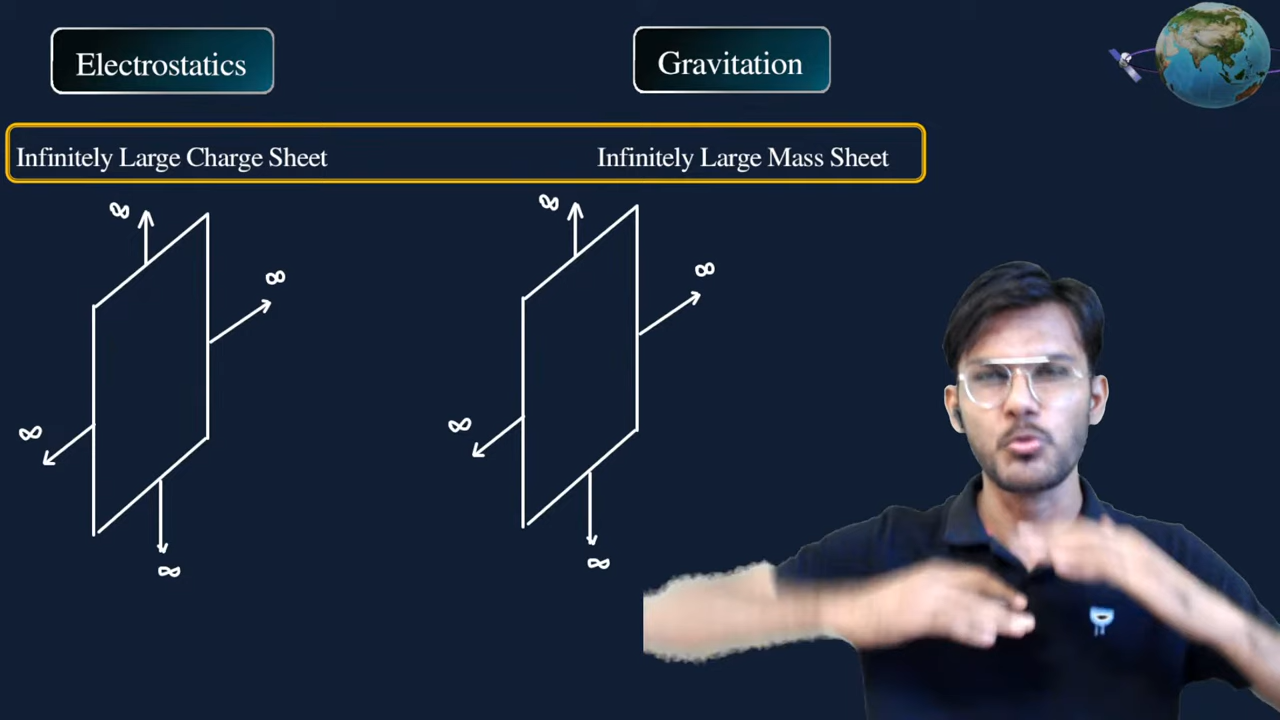 Electrostatics
Gravitation
Infinitely Large Charge Sheet
Infinitely Large Mass Sheet
∞
∞
∞
∞
∞
∞
∞
∞